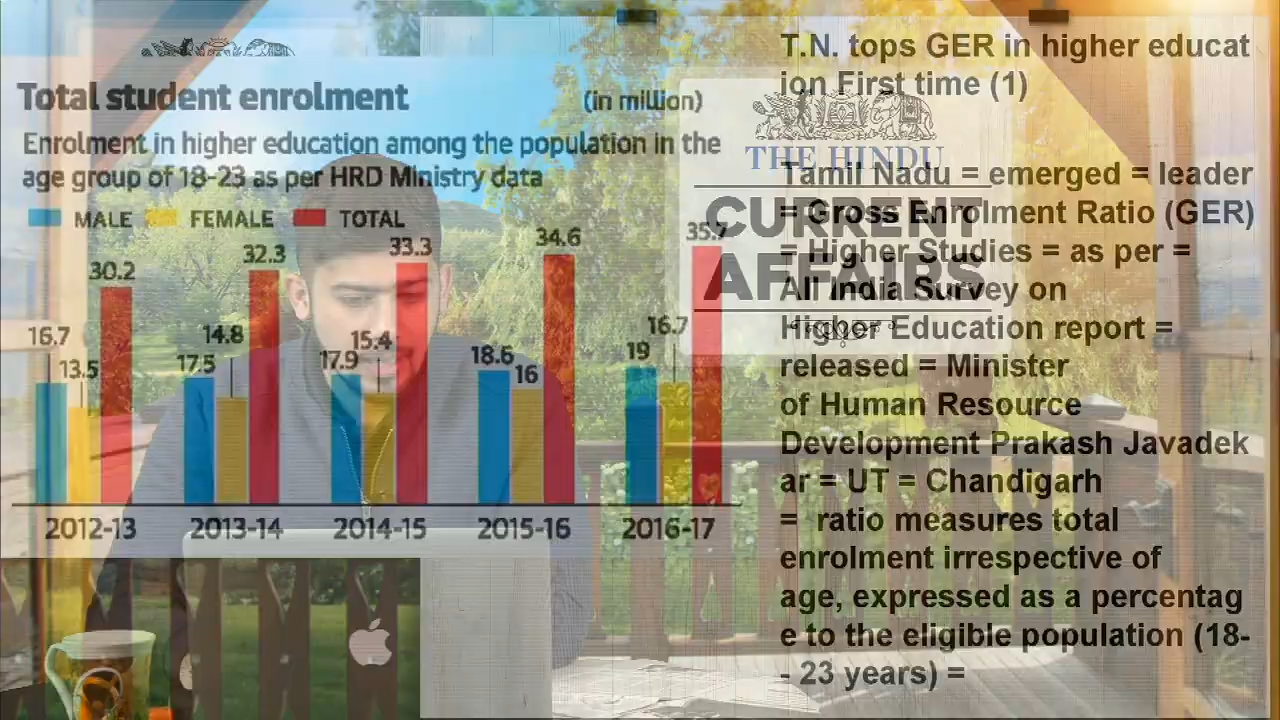 Total student enrolment (in million)
Enrolment in higher education among the population in the
age group of 18-23 as per HRD Ministry data
MALE FEMALE TOTAL
16.7 13.5 30.2
17.5 14.8 32.3
17.9 15.4 33.3
18.6 16 34.6
19 16.7 35.7
2012-13 2013-14 2014-15 2015-16 2016-17
THE HINDU
CURRENT
AFFAIRS
T.N. tops GER in higher educat
ion First time (1)
Tamil Nadu = emerged = leader
= Gross Enrolment Ratio (GER)
= Higher Studies = as per =
All India Survey on
Higher Education report =
released = Minister
of Human Resource
Development Prakash Javadek
ar = UT = Chandigarh
= ratio measures total
enrolment irrespective of
age, expressed as a percentag
e to the eligible population (18-
- 23 years) =